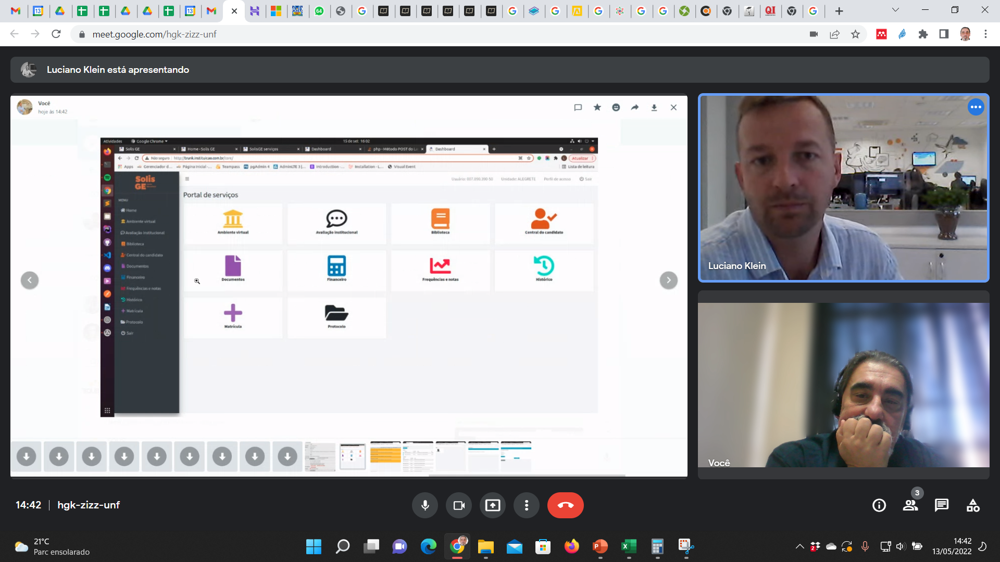 meet.google.com/hgk-zizz-unf
Luciano Klein está apresentando
Você
hoje às 14:42
Atividades
Google Chrome
15 de set 16:02
Solis GE
Home - Solis GE
SolisGE serviços
Dashboard
php - Método POST do La
Dashboard
Não seguro
http://trunk.instituicao.com.br/core/
Atualizar
Apps
Gerenciador d...
Página Inicial -...
Teampass
pgAdmin 4
AdminLTE 3 |...
Introduction -...
Installation - L...
Visual Event
Lista de leitura
Solis
GE
Usuário: 007.090.390-50
Unidade: ALEGRETE
Perfil de acesso
Sair
Portal de serviços
MENU
Home
Ambiente virtual
Avaliação institucional
Biblioteca
Central do candidato
Documentos
Financeiro
Frequências e notas
Histórico
Matrícula
Protocolo
Sair
Ambiente virtual
Avaliação institucional
Biblioteca
Central do candidato
Documentos
Financeiro
Frequências e notas
Histórico
Matrícula
Protocolo
Luciano Klein
Você
14:42
hgk-zizz-unf
3
21°C
Parc ensolarado
14:42
13/05/2022